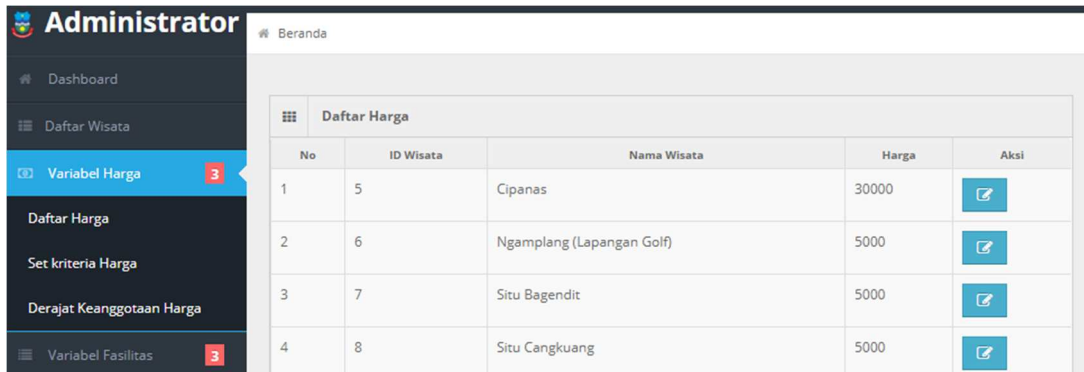 Administrator
Beranda
Dashboard
Daftar Wisata
Variabel Harga 3
Daftar Harga
Set kriteria Harga
Derajat Keanggotaan Harga
Variabel Fasilitas 3
Daftar Harga
No ID Wisata Nama Wisata Harga Aksi
1 5 Cipanas 30000
2 6 Ngamplang (Lapangan Golf) 5000
3 7 Situ Bagendit 5000
4 8 Situ Cangkuang 5000